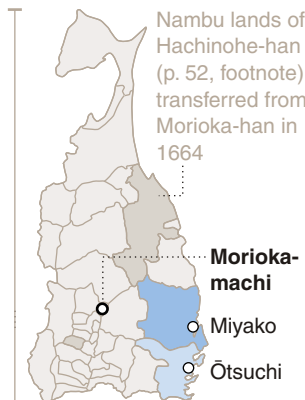 Nambu lands of
Hachinohe-han
(p. 52, footnote)
transferred from
Morioka-han in
1664
Morioka-
machi
Miyako
Ōtsuchi